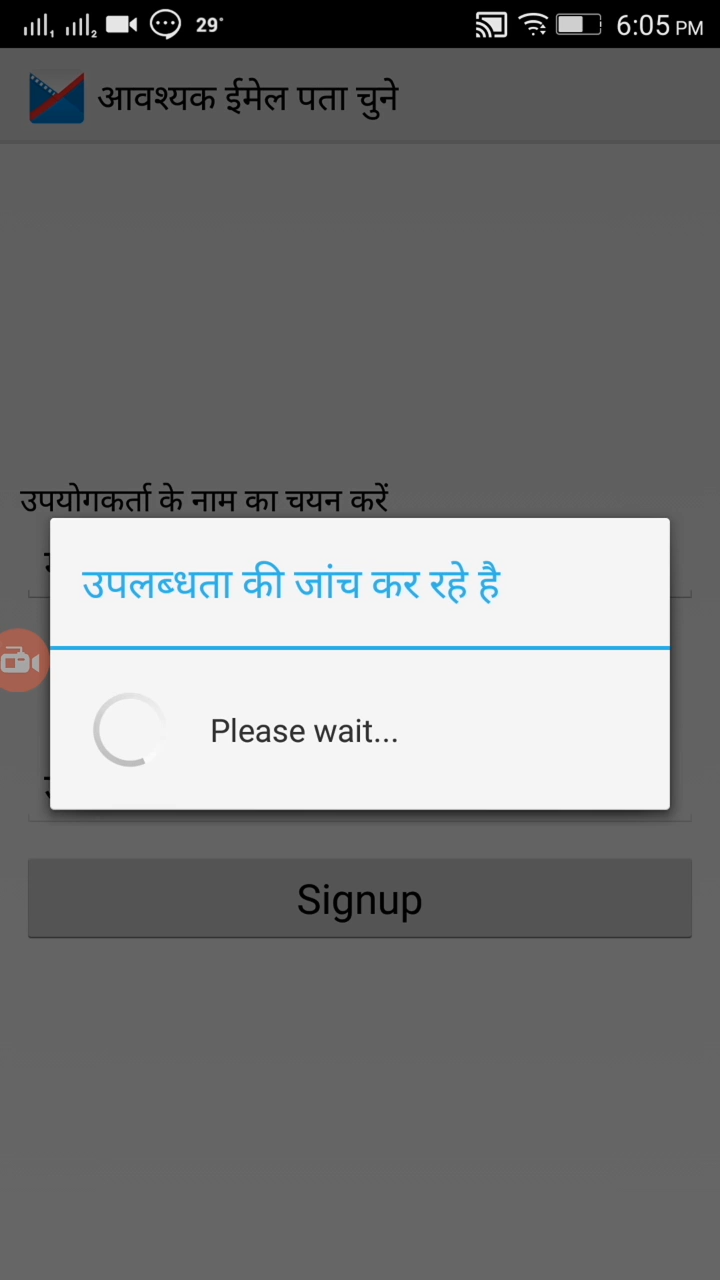 29°
6:05 PM
आवश्यक ईमेल पता चुने
उपयोगकर्ता के नाम का चयन करें
उपलब्धता की जांच कर रहे है
Please wait...
Signup